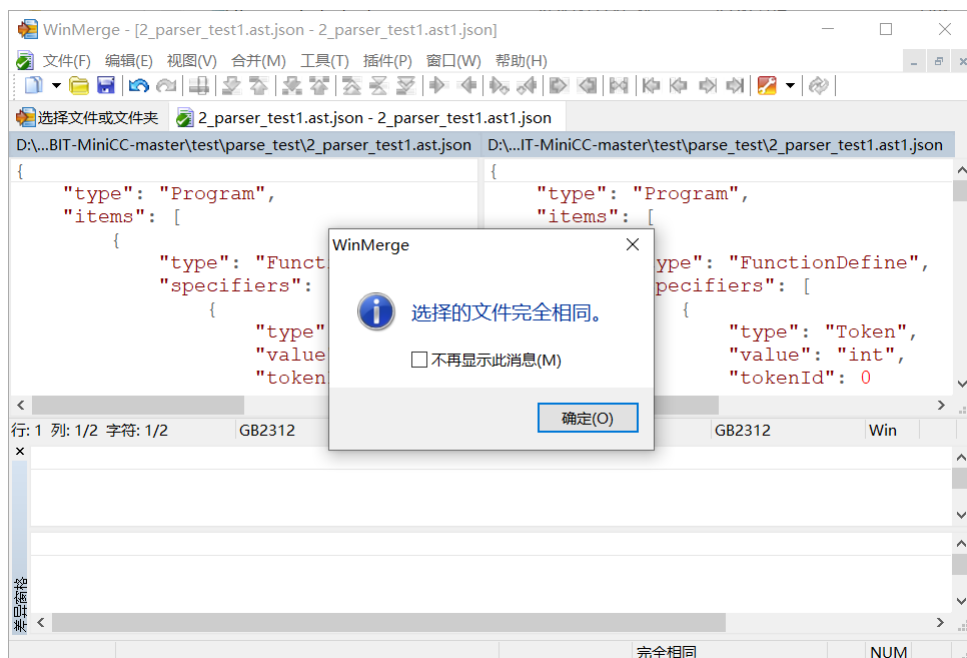 WinMerge - [2_parser_test1.ast.json - 2_parser_test1.ast1.json]
文件(F) 编辑(E) 视图(V) 合并(M) 工具(T) 插件(P) 窗口(W) 帮助(H)
选择文件或文件夹 2_parser_test1.ast.json - 2_parser_test1.ast1.json
D:\...BIT-MiniCC-master\test\parse_test\2_parser_test1.ast.json D:\...IT-MiniCC-master\test\parse_test\2_parser_test1.ast1.json
{ {
"type": "Program", "type": "Program",
"items": [ "items": [
{
WinMerge
"type": "Funct ype": "FunctionDefine",
"specifiers": pecifiers": [
{ {
选择的文件完全相同。
"type" "type": "Token",
"value "value": "int",
不再显示此消息(M)
"token "tokenId": 0
确定(O)
行: 1 列: 1/2 字符: 1/2 GB2312 GB2312 Win
差异窗格
完全相同 NUM